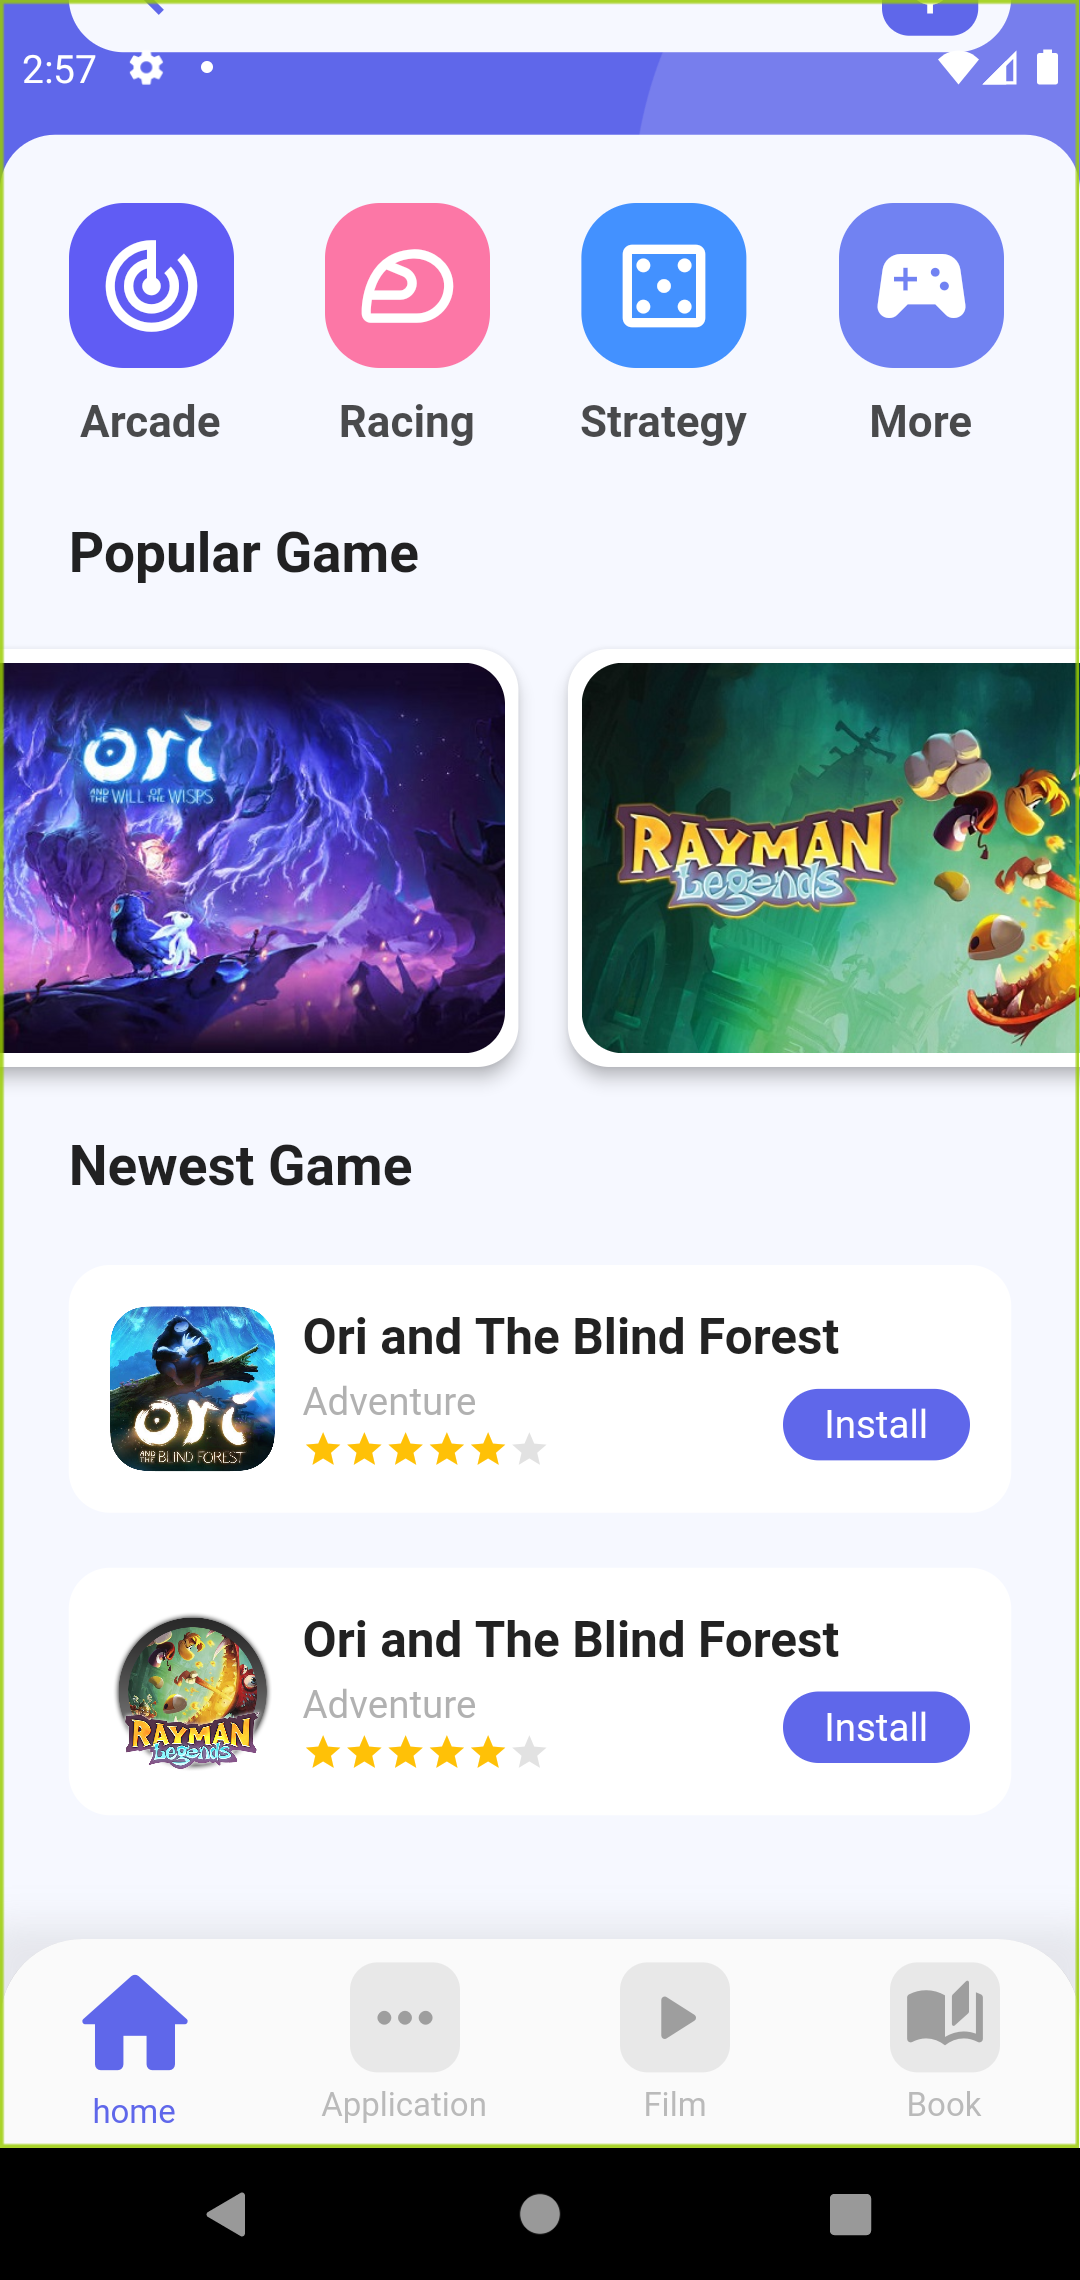 2:57
Arcade
Racing
Strategy
More
Popular Game
ori
AND THE WILL OF THE WISPS
RAYMAN
Legends
Newest Game
Ori and The Blind Forest
Adventure
Install
ori
AND THE BLIND FOREST
Ori and The Blind Forest
Adventure
Install
RAYMAN
Legends
home
Application
Film
Book